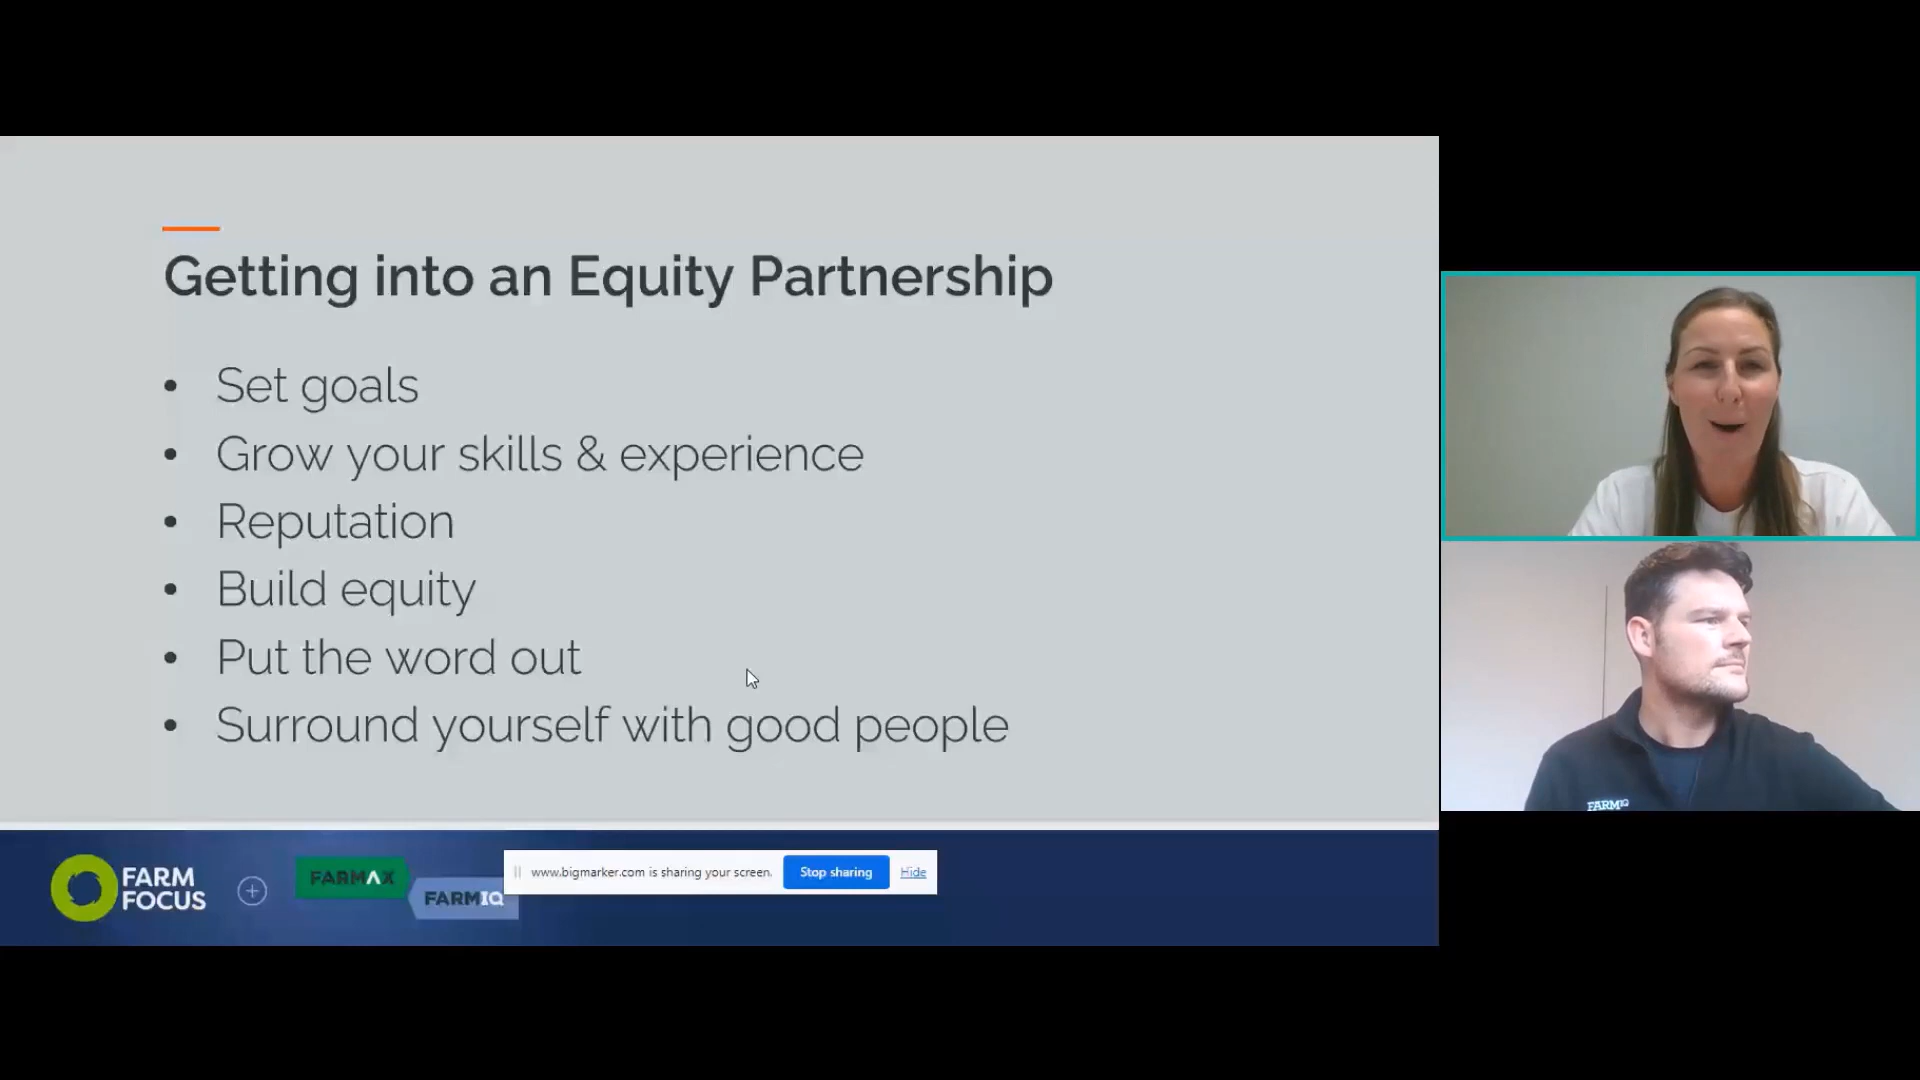 Getting into an Equity Partnership
• Set goals
• Grow your skills & experience
• Reputation
• Build equity
• Put the word out
• Surround yourself with good people
FARM
FOCUS
FARMAX
FARMIQ
www.bigmarker.com is sharing your screen.
Stop sharing
Hide
FARMIQ